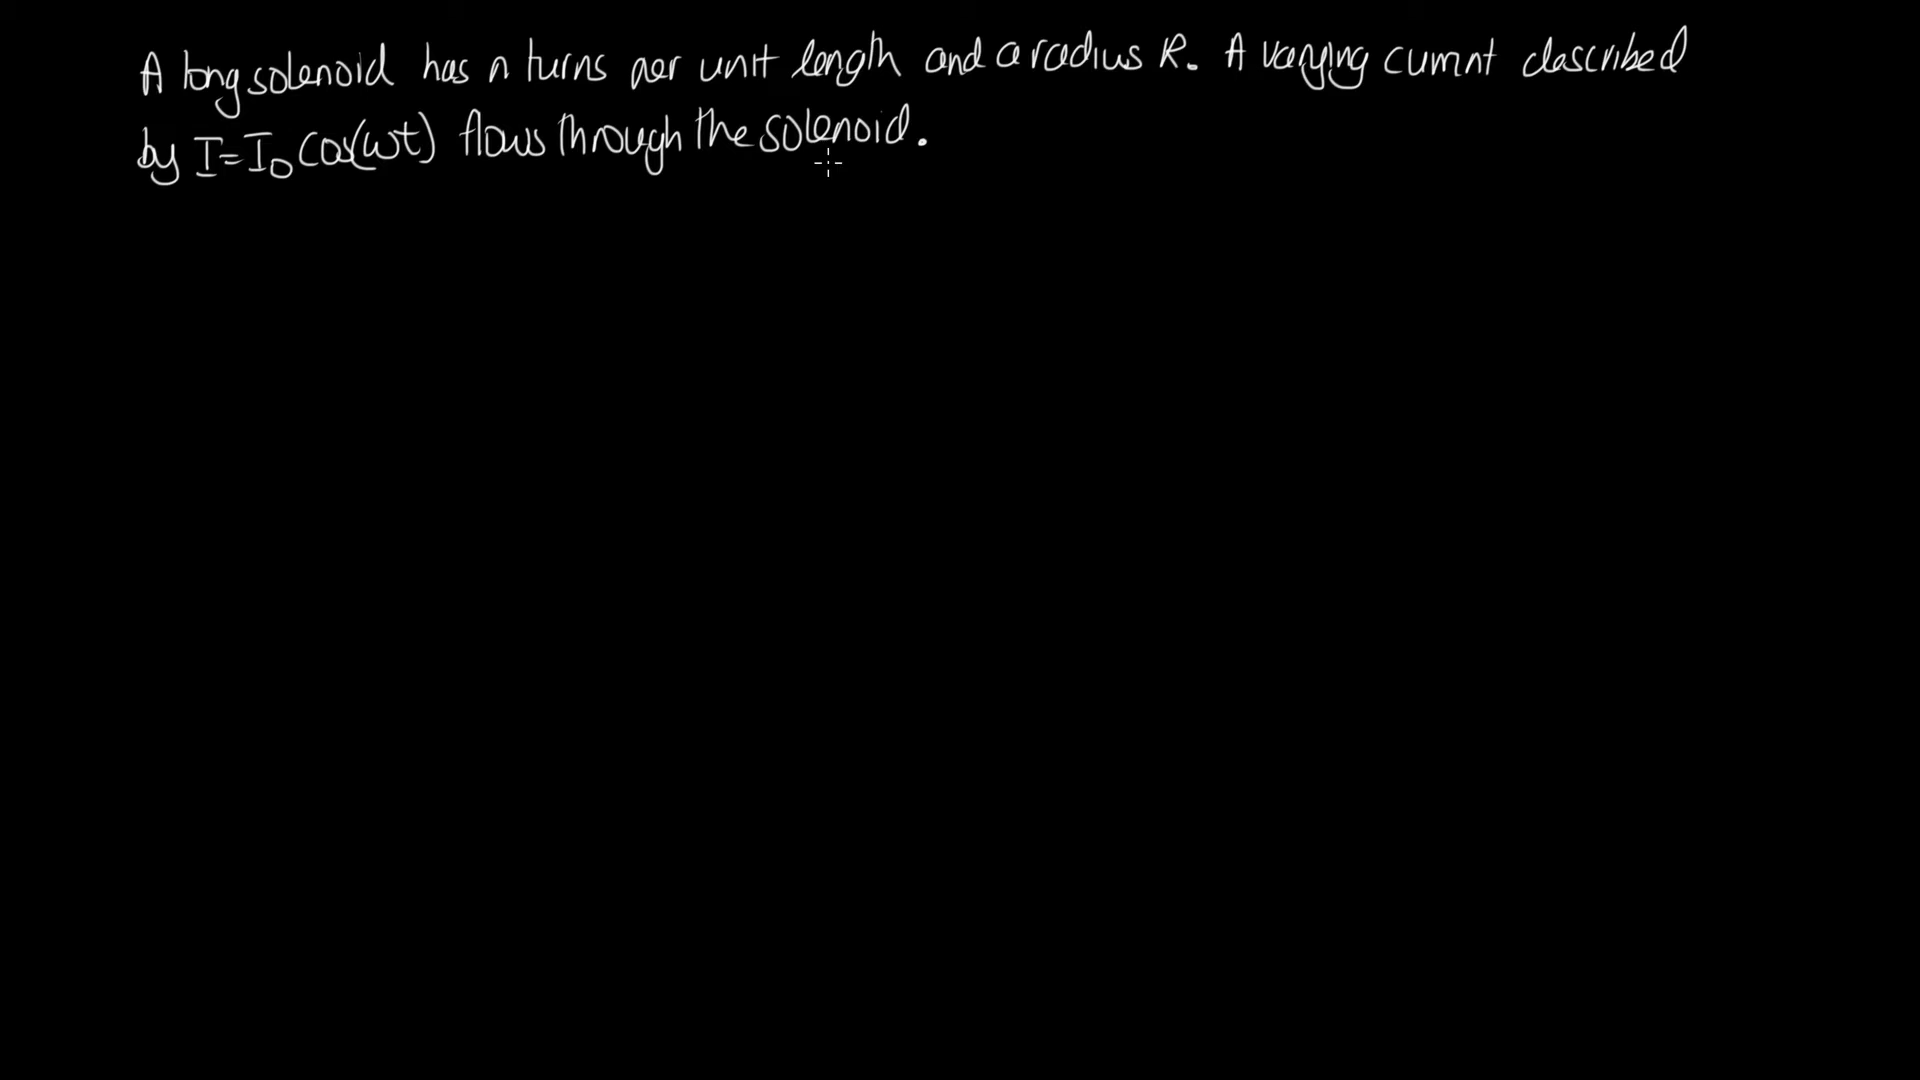 A long solenoid has n turns per unit length and a radius R. A varying current described
by I=I₀ cos(ωt) flows through the solenoid.